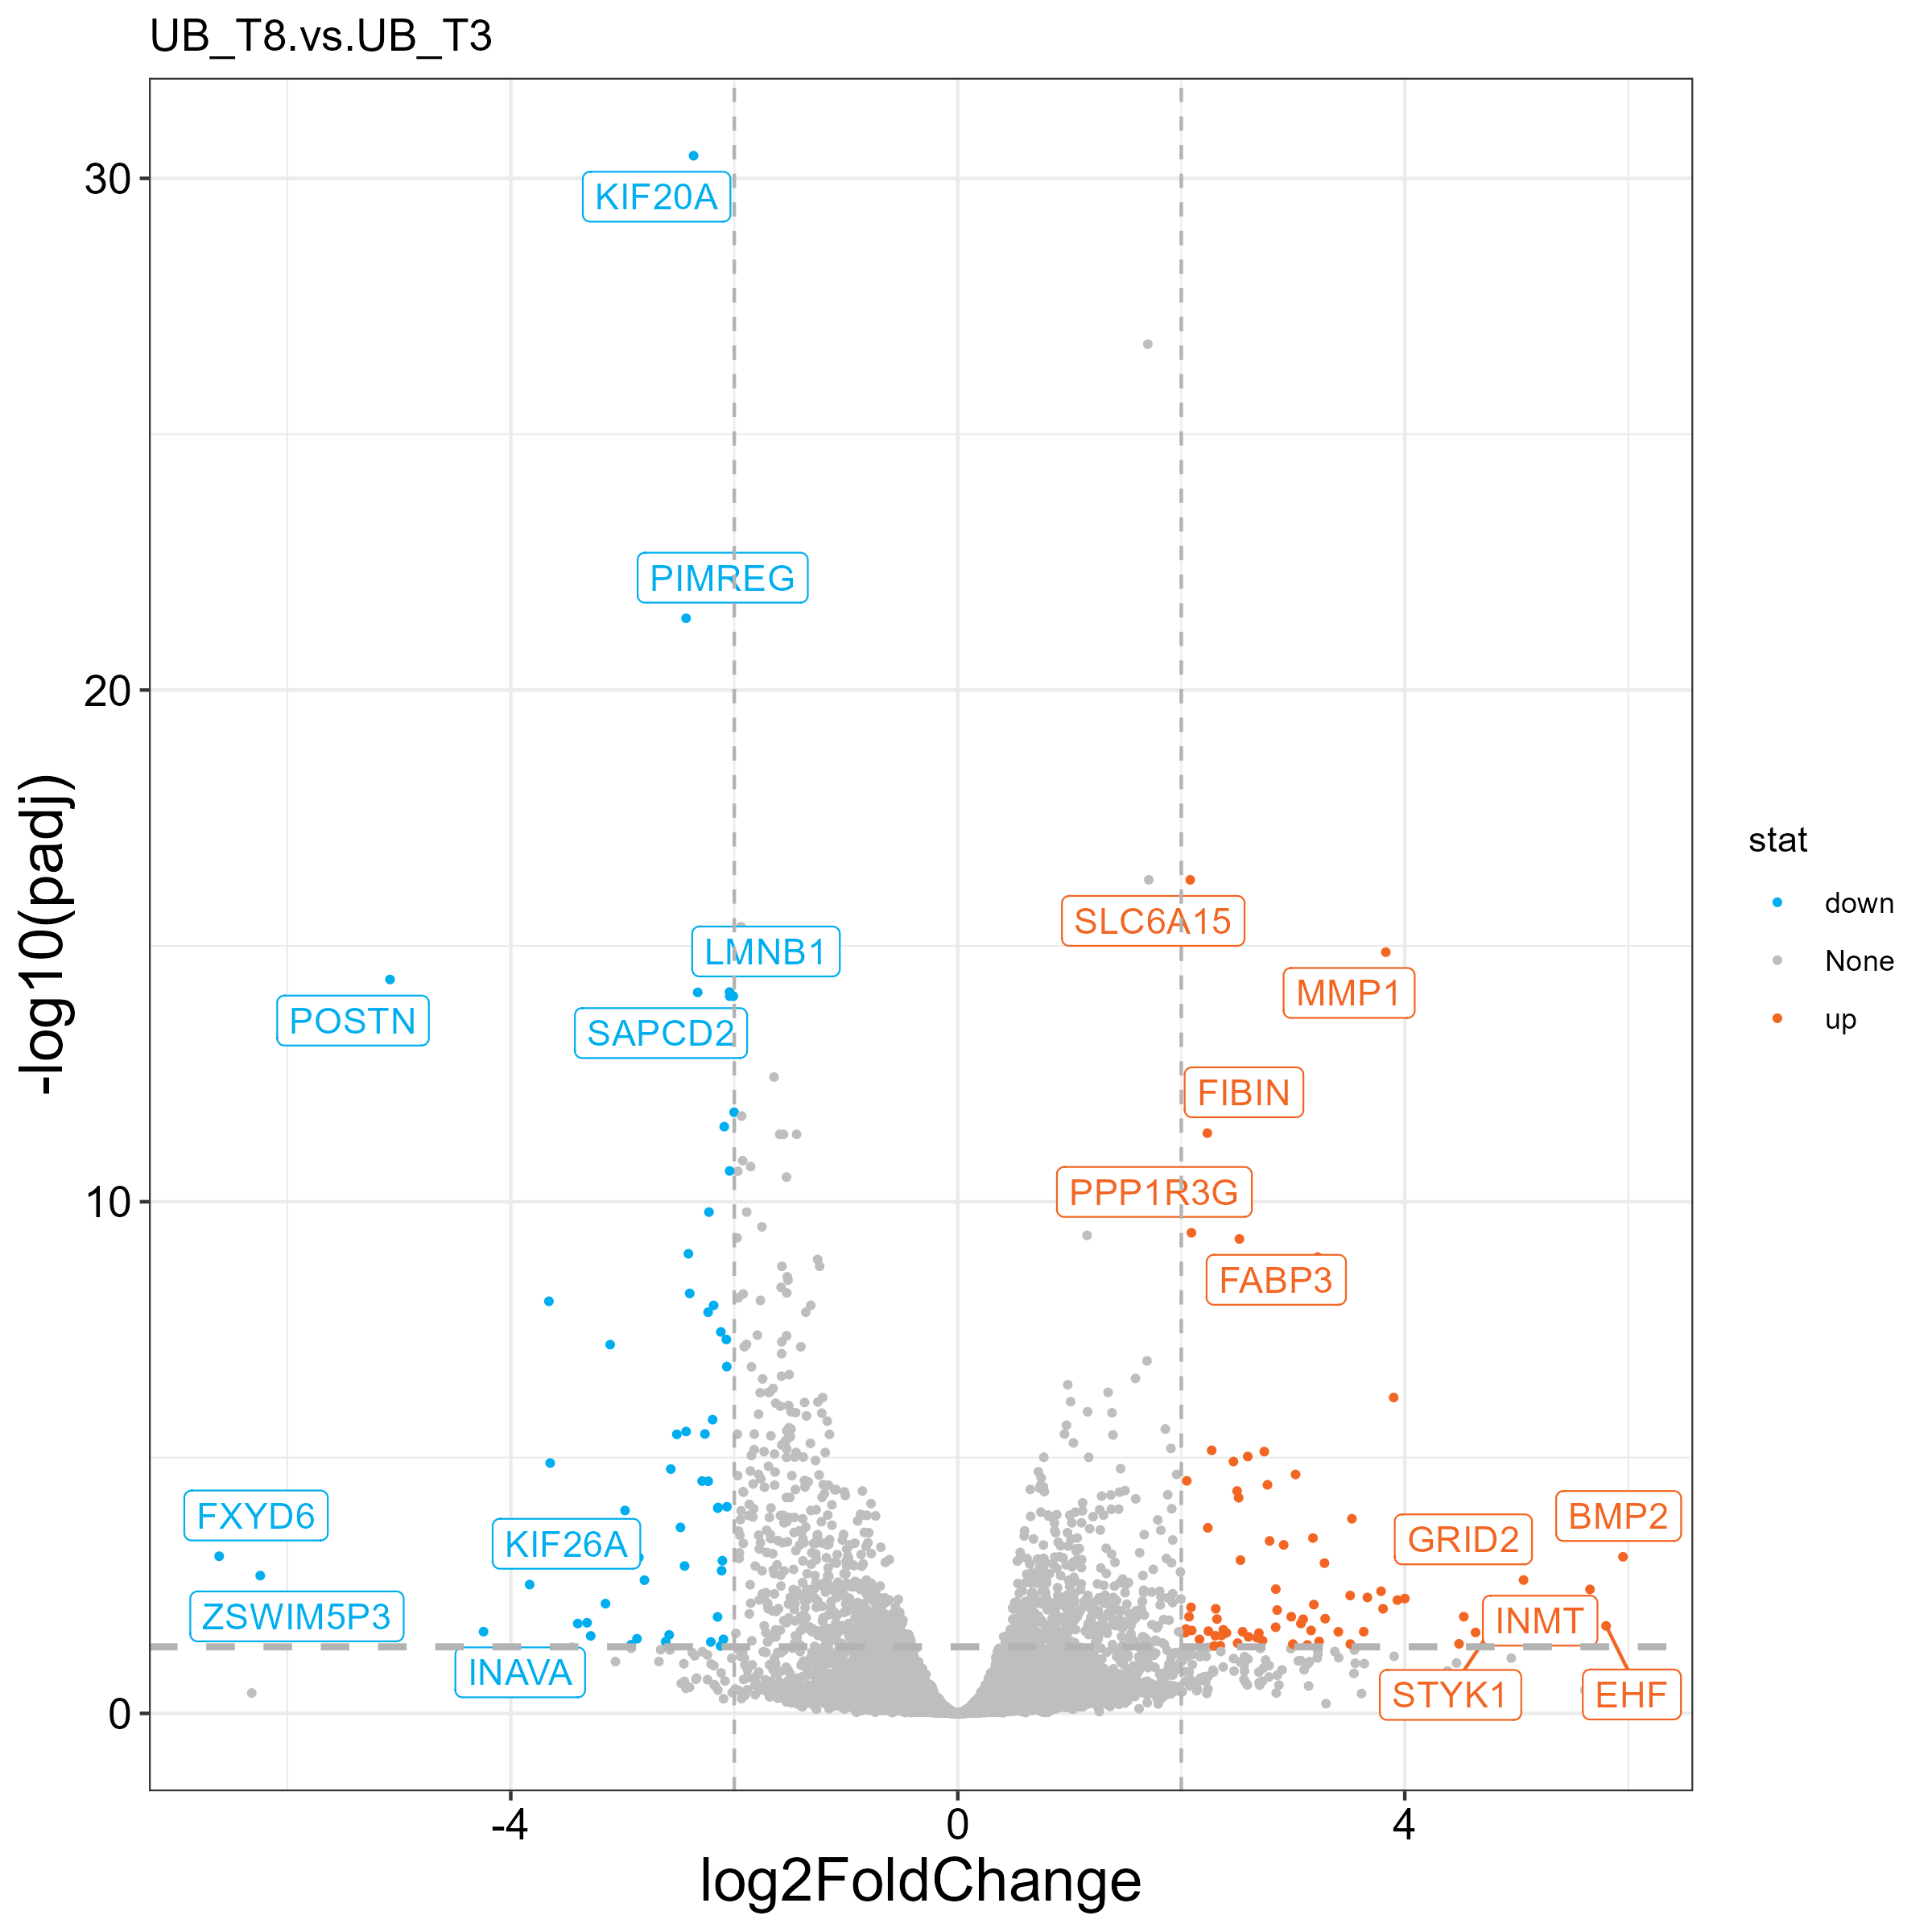 UB_T8.vs.UB_T3
30
KIF20A
PIMREG
20
-log10(padj)
stat
down
None
up
SLC6A15
LMNB1
MMP1
POSTN
SAPCD2
FIBIN
10
PPP1R3G
FABP3
FXYD6
BMP2
KIF26A
GRID2
ZSWIM5P3
INMT
INAVA
STYK1
EHF
0
-4
0
4
log2FoldChange